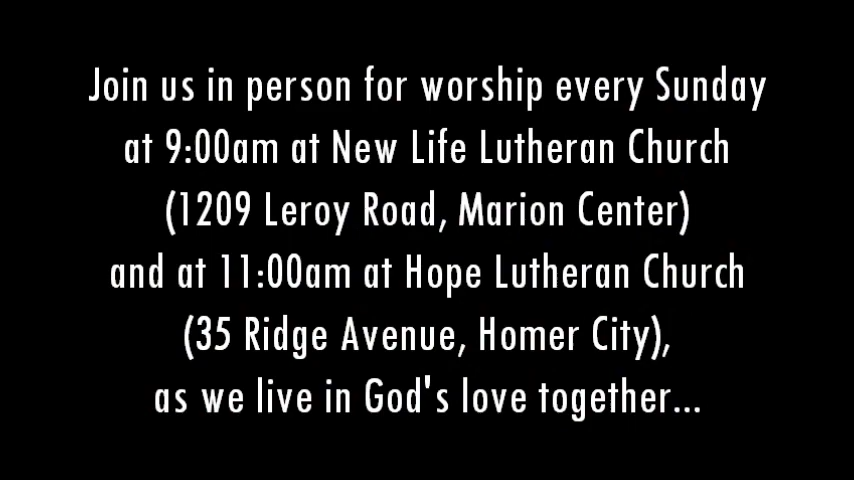 Join us in person for worship every Sunday
at 9:00am at New Life Lutheran Church
(1209 Leroy Road, Marion Center)
and at 11:00am at Hope Lutheran Church
(35 Ridge Avenue, Homer City),
as we live in God's love together...